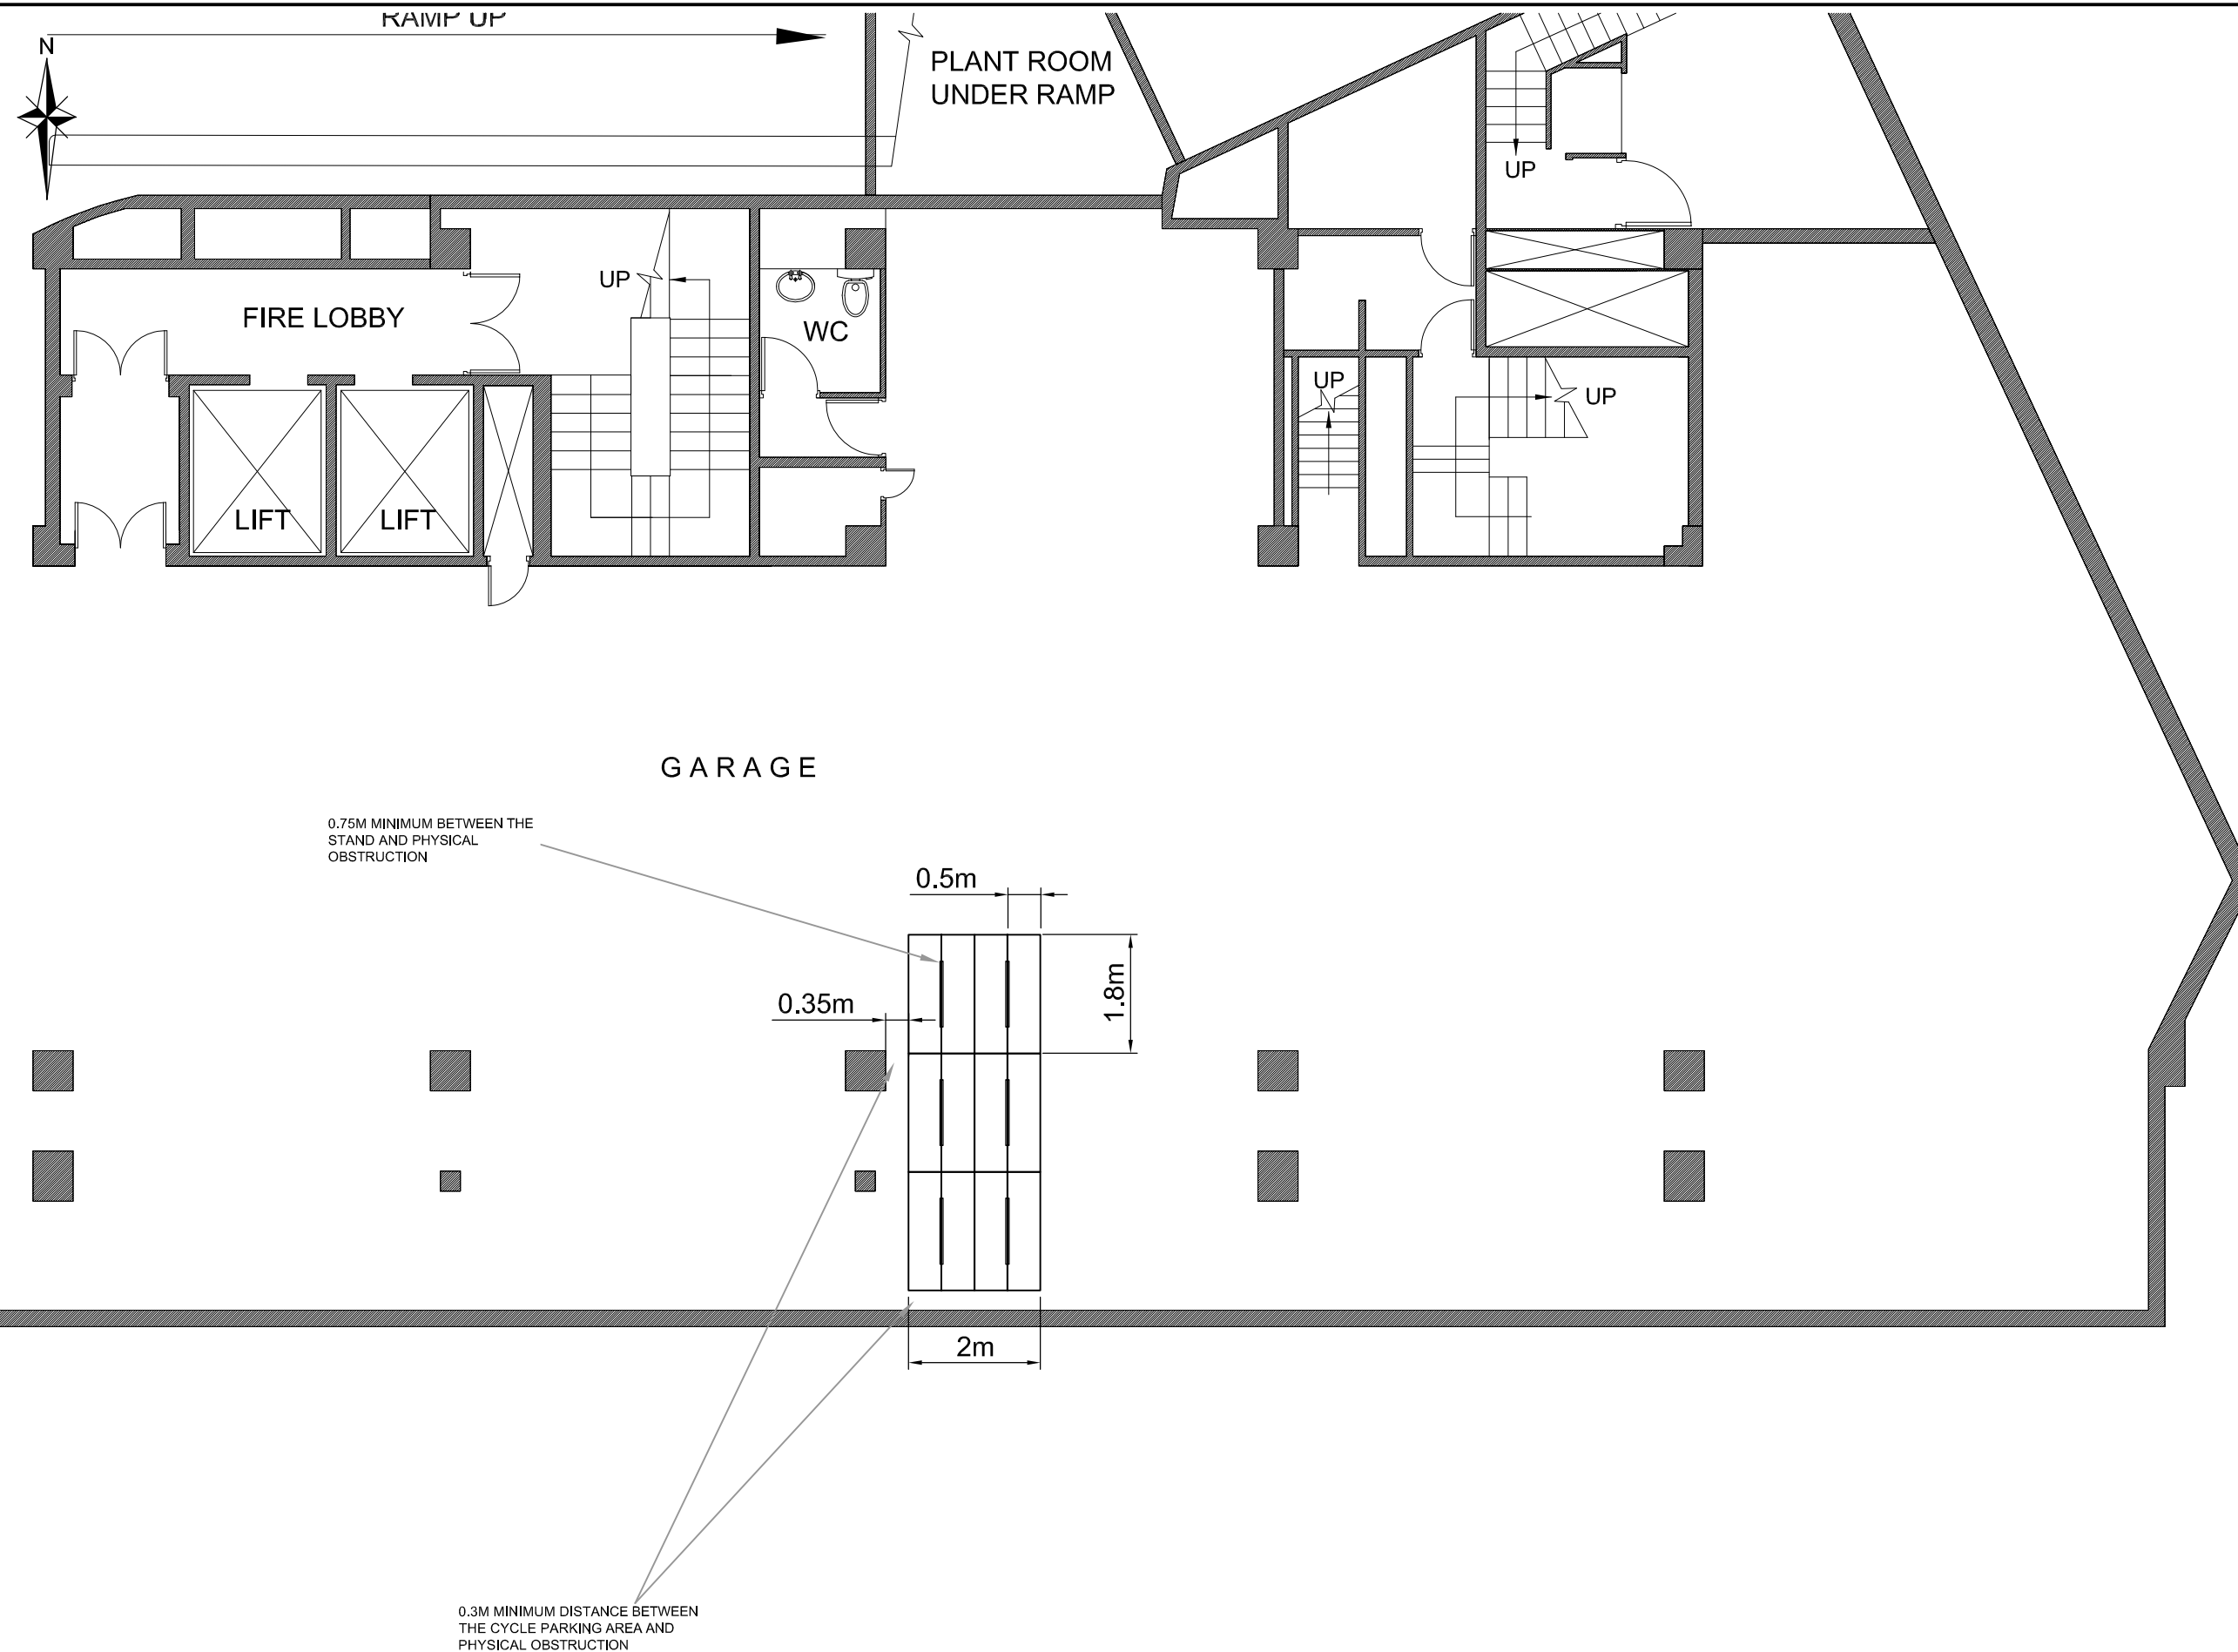 RAMP UP
N
PLANT ROOM
UNDER RAMP
UP
UP
FIRE LOBBY
WC
UP
UP
LIFT
LIFT
GARAGE
0.75M MINIMUM BETWEEN THE
STAND AND PHYSICAL
OBSTRUCTION
0.5m
1.8m
0.35m
2m
0.3M MINIMUM DISTANCE BETWEEN
THE CYCLE PARKING AREA AND
PHYSICAL OBSTRUCTION